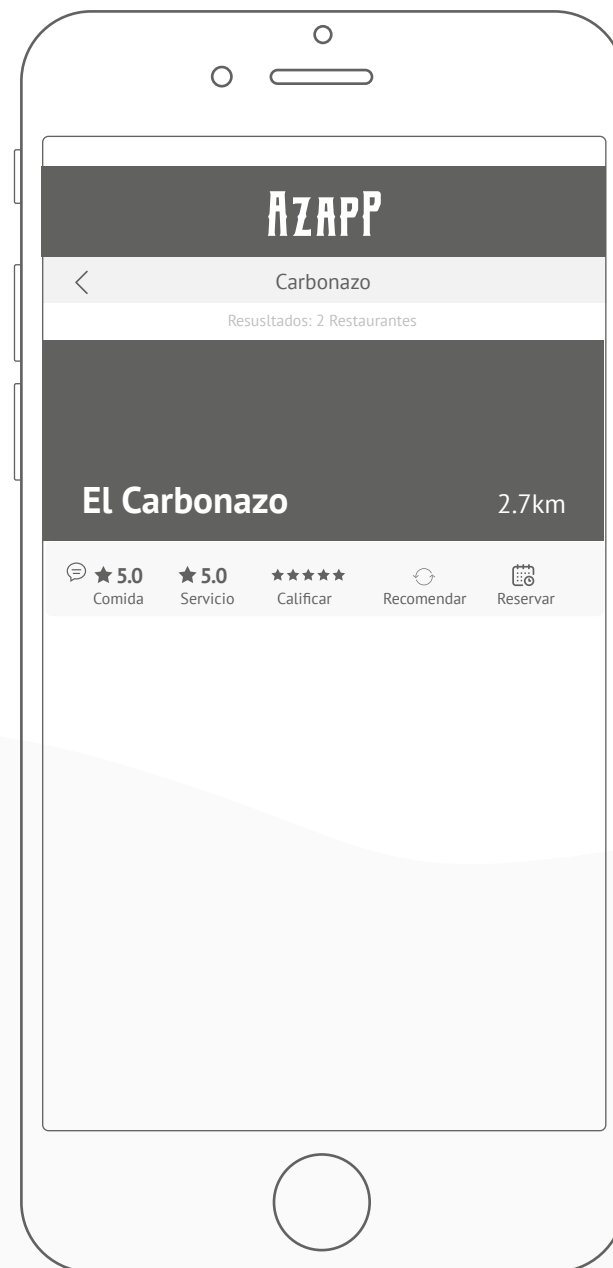 AZAPP
Carbonazo
Resusltados: 2 Restaurantes
El Carbonazo 2.7km
5.0 5.0
Comida Servicio Calificar Recomendar Reservar